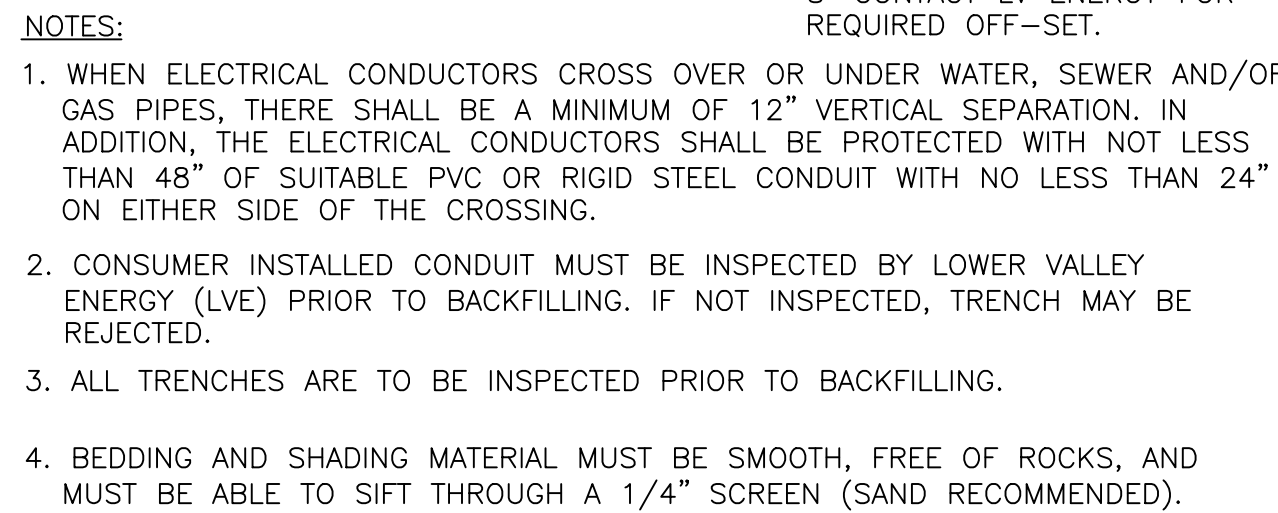 REQUIRED OFF-SET.
NOTES:
1. WHEN ELECTRICAL CONDUCTORS CROSS OVER OR UNDER WATER, SEWER AND/OR
GAS PIPES, THERE SHALL BE A MINIMUM OF 12" VERTICAL SEPARATION. IN
ADDITION, THE ELECTRICAL CONDUCTORS SHALL BE PROTECTED WITH NOT LESS
THAN 48" OF SUITABLE PVC OR RIGID STEEL CONDUIT WITH NO LESS THAN 24"
ON EITHER SIDE OF THE CROSSING.
2. CONSUMER INSTALLED CONDUIT MUST BE INSPECTED BY LOWER VALLEY
ENERGY (LVE) PRIOR TO BACKFILLING. IF NOT INSPECTED, TRENCH MAY BE
REJECTED.
3. ALL TRENCHES ARE TO BE INSPECTED PRIOR TO BACKFILLING.
4. BEDDING AND SHADING MATERIAL MUST BE SMOOTH, FREE OF ROCKS, AND
MUST BE ABLE TO SIFT THROUGH A 1/4" SCREEN (SAND RECOMMENDED).